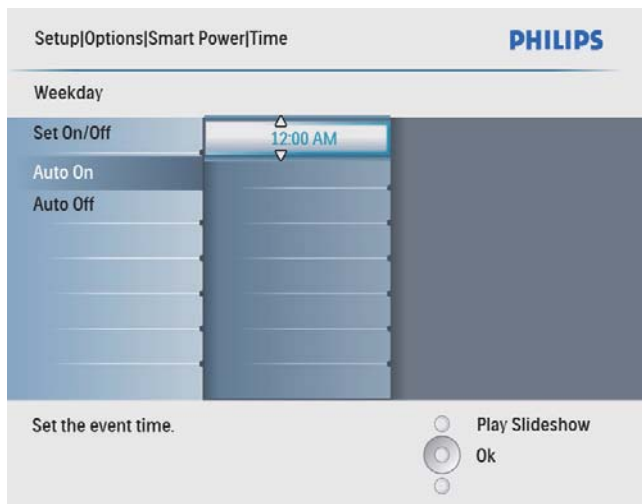 Setup|Options|Smart Power|Time
PHILIPS
Weekday
Set On/Off
12:00 AM
Auto On
Auto Off
Set the event time.
Play Slideshow
Ok